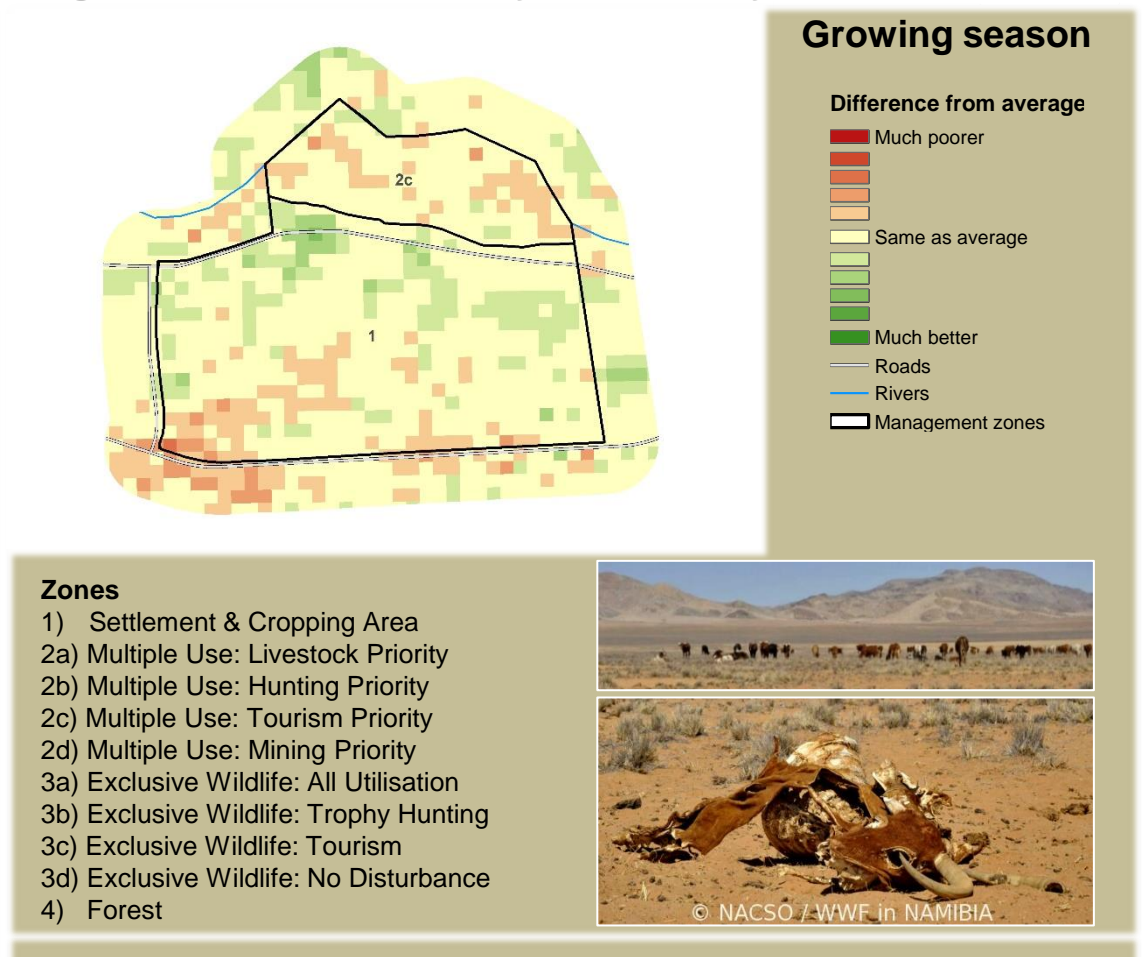 Growing season
Difference from average
Much poorer
Same as average
Much better
Roads
Rivers
Management zones
2c
1
Zones
1) Settlement & Cropping Area
2a) Multiple Use: Livestock Priority
2b) Multiple Use: Hunting Priority
2c) Multiple Use: Tourism Priority
2d) Multiple Use: Mining Priority
3a) Exclusive Wildlife: All Utilisation
3b) Exclusive Wildlife: Trophy Hunting
3c) Exclusive Wildlife: Tourism
3d) Exclusive Wildlife: No Disturbance
4) Forest
© NACSO / WWF in NAMIBIA